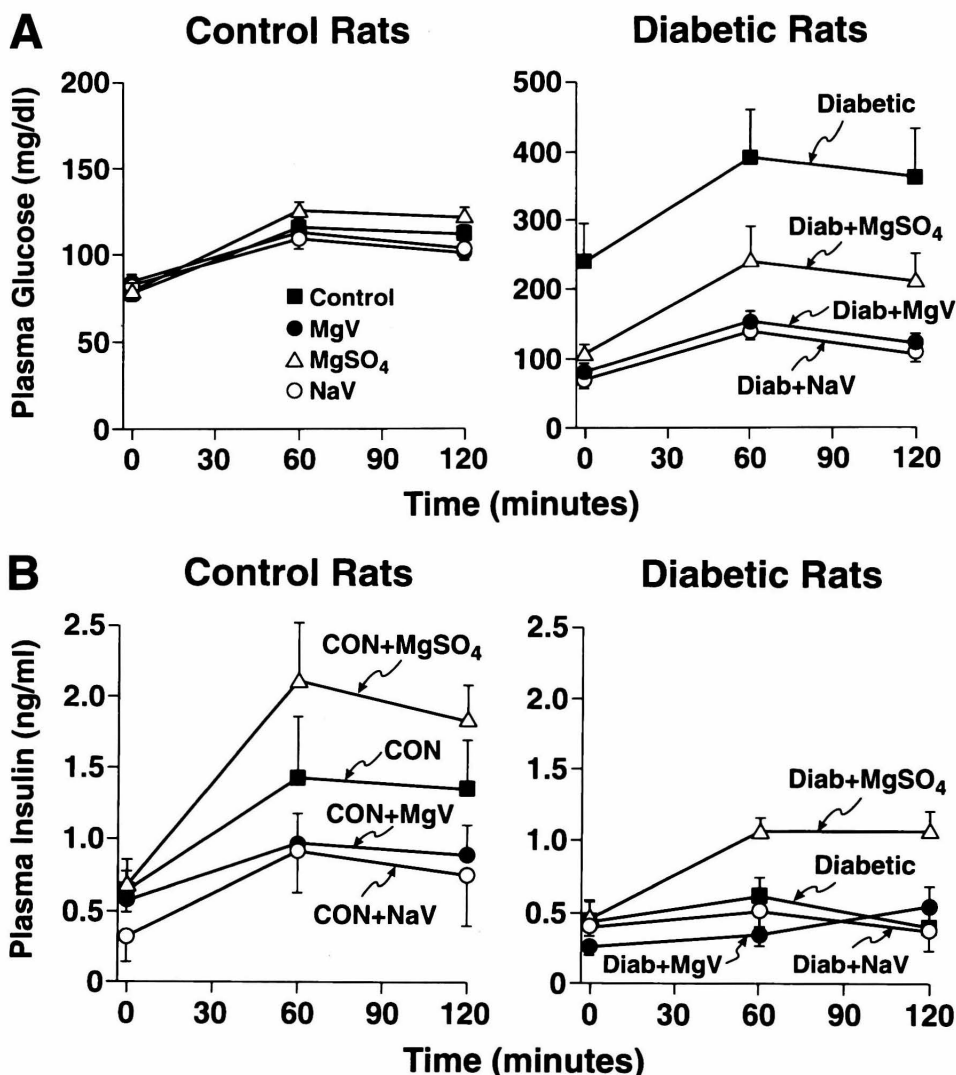 A
Control Rats
Diabetic Rats
Plasma Glucose (mg/dl)
200
150
100
50
0
0 30 60 90 120
Control
MgV
MgSO₄
NaV
500
400
300
200
100
0
0 30 60 90 120
Diabetic
Diab+MgSO₄
Diab+MgV
Diab+NaV
Time (minutes)
B
Control Rats
Diabetic Rats
Plasma Insulin (ng/ml)
2.5
2.0
1.5
1.0
0.5
0
0 30 60 90 120
CON+MgSO₄
CON
CON+MgV
CON+NaV
2.5
2.0
1.5
1.0
0.5
0
0 30 60 90 120
Diab+MgSO₄
Diabetic
Diab+MgV
Diab+NaV
Time (minutes)